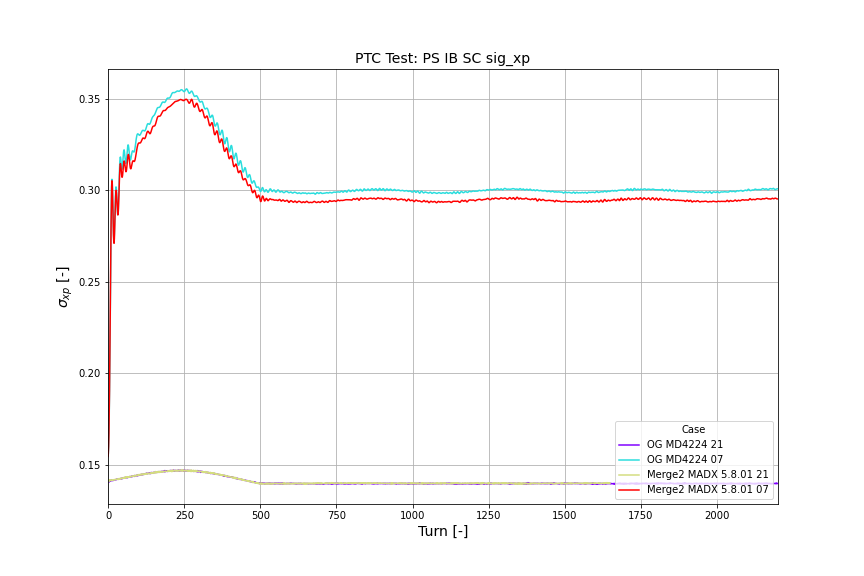 PTC Test: PS IB SC sig_xp
0.35
0.30
0.25
0.20
0.15
σxp [-]
0 250 500 750 1000 1250 1500 1750 2000
Turn [-]
Case
OG MD4224 21
OG MD4224 07
Merge2 MADX 5.8.01 21
Merge2 MADX 5.8.01 07